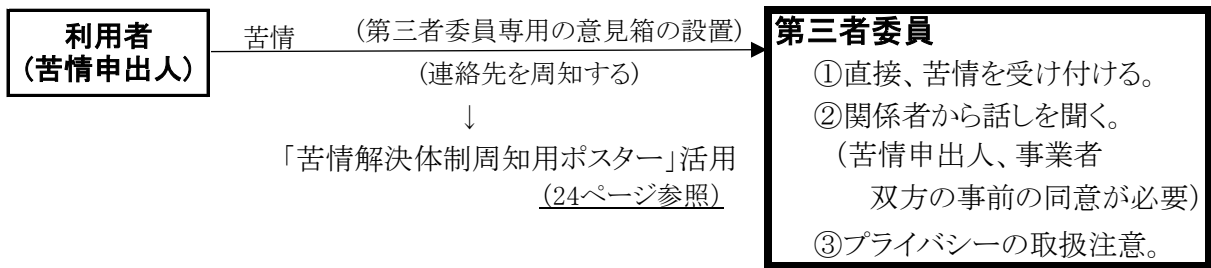 利用者
(苦情申出人)
苦情
(第三者委員専用の意見箱の設置)
(連絡先を周知する)
↓
「苦情解決体制周知用ポスター」活用
(24ページ参照)
第三者委員
①直接、苦情を受け付ける。
②関係者から話しを聞く。
(苦情申出人、事業者
双方の事前の同意が必要)
③プライバシーの取扱注意。